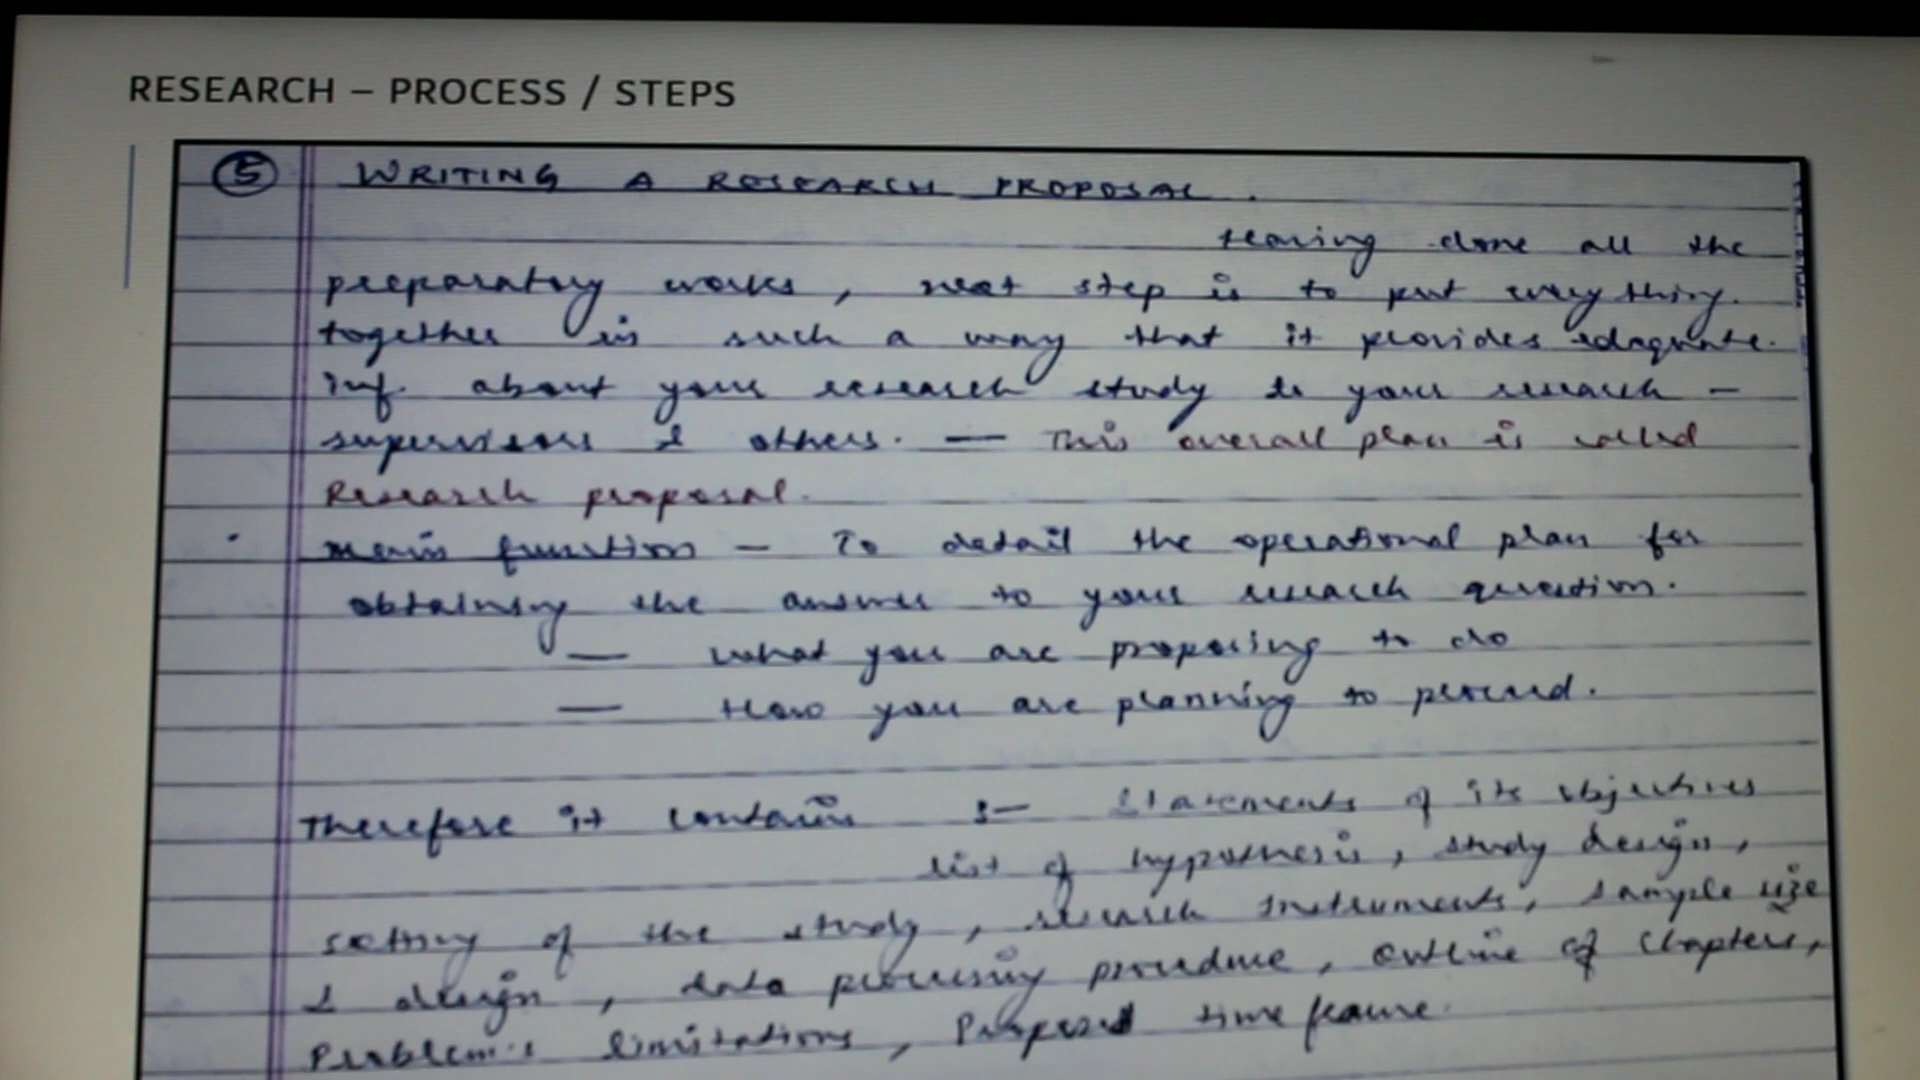 RESEARCH – PROCESS / STEPS
5 WRITING A RESEARCH PROPOSAL.
Having done all the
preparatory works, next step is to put everything.
together in such a way that it provides adaquate.
inf. about your research study to your research –
supervisors & others. — This overall plan is called
Research proposal.
main function – To detail the operational plan for
obtaining the answer to your research question.
— what you are proposing to do
— How you are planning to proceed.
Therefore it contains :– Statements of its objectives
list of hypothesis, study design,
setting of the study, research instruments, sample size
& design, data processing procedure, outline of chapters,
Problem's limitations, Proposed time frame.